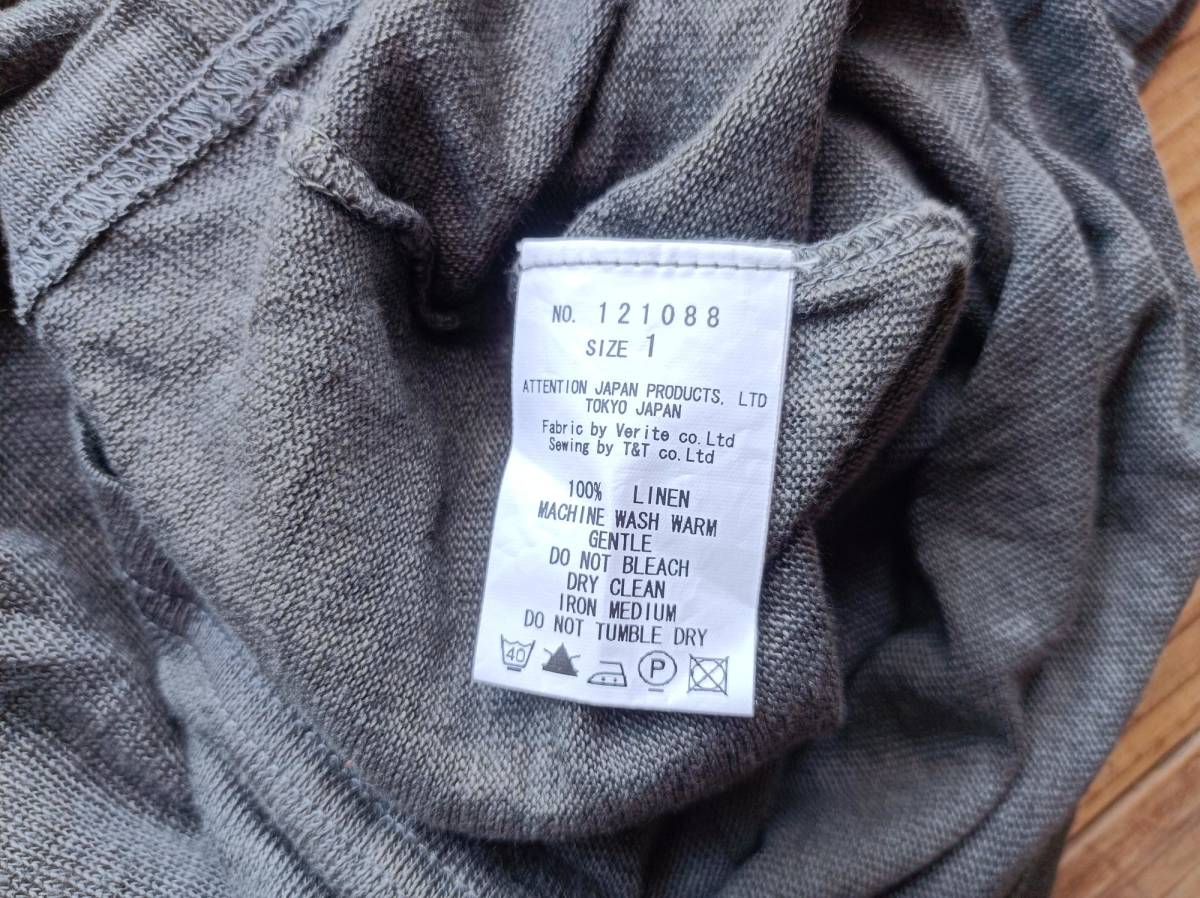 NO. 121088
SIZE 1
ATTENTION JAPAN PRODUCTS, LTD
TOKYO JAPAN
Fabric by Verite co.Ltd
Sewing by T&T co.Ltd
100% LINEN
MACHINE WASH WARM
GENTLE
DO NOT BLEACH
DRY CLEAN
IRON MEDIUM
DO NOT TUMBLE DRY
40 P